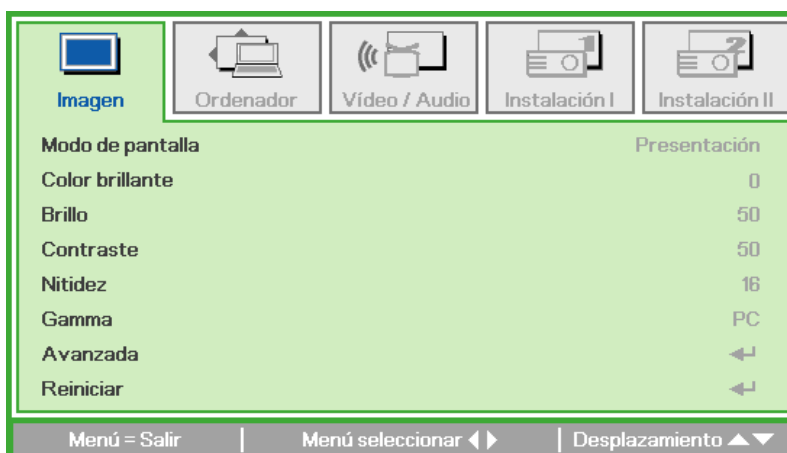 Imagen Ordenador Vídeo / Audio Instalación I Instalación II
Modo de pantalla Presentación
Color brillante 0
Brillo 50
Contraste 50
Nitidez 16
Gamma PC
Avanzada
Reiniciar
Menú = Salir Menú seleccionar Desplazamiento